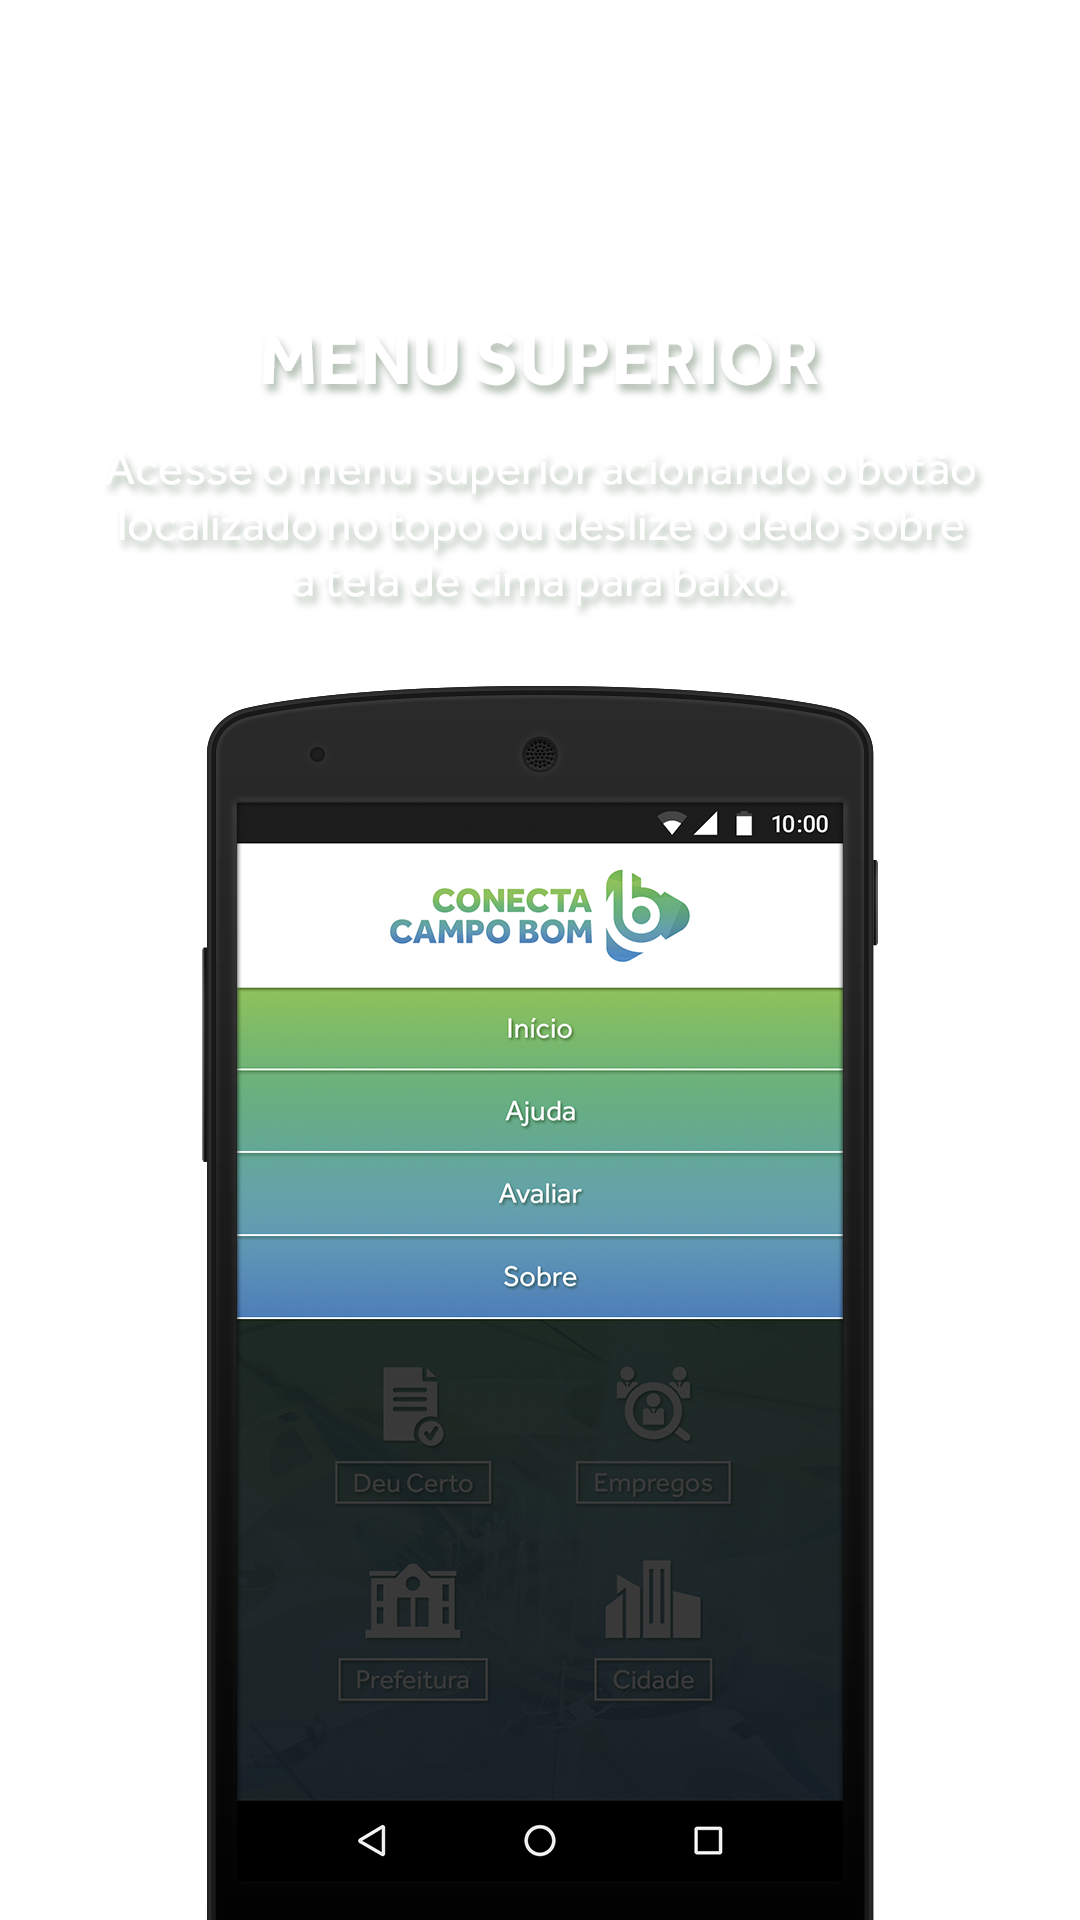 MENU SUPERIOR
Acesse o menu superior acionando o botão
localizado no topo ou deslize o dedo sobre
a tela de cima para baixo.
10:00
CONECTA
CAMPO BOM
Início
Ajuda
Avaliar
Sobre
Deu Certo
Empregos
Prefeitura
Cidade